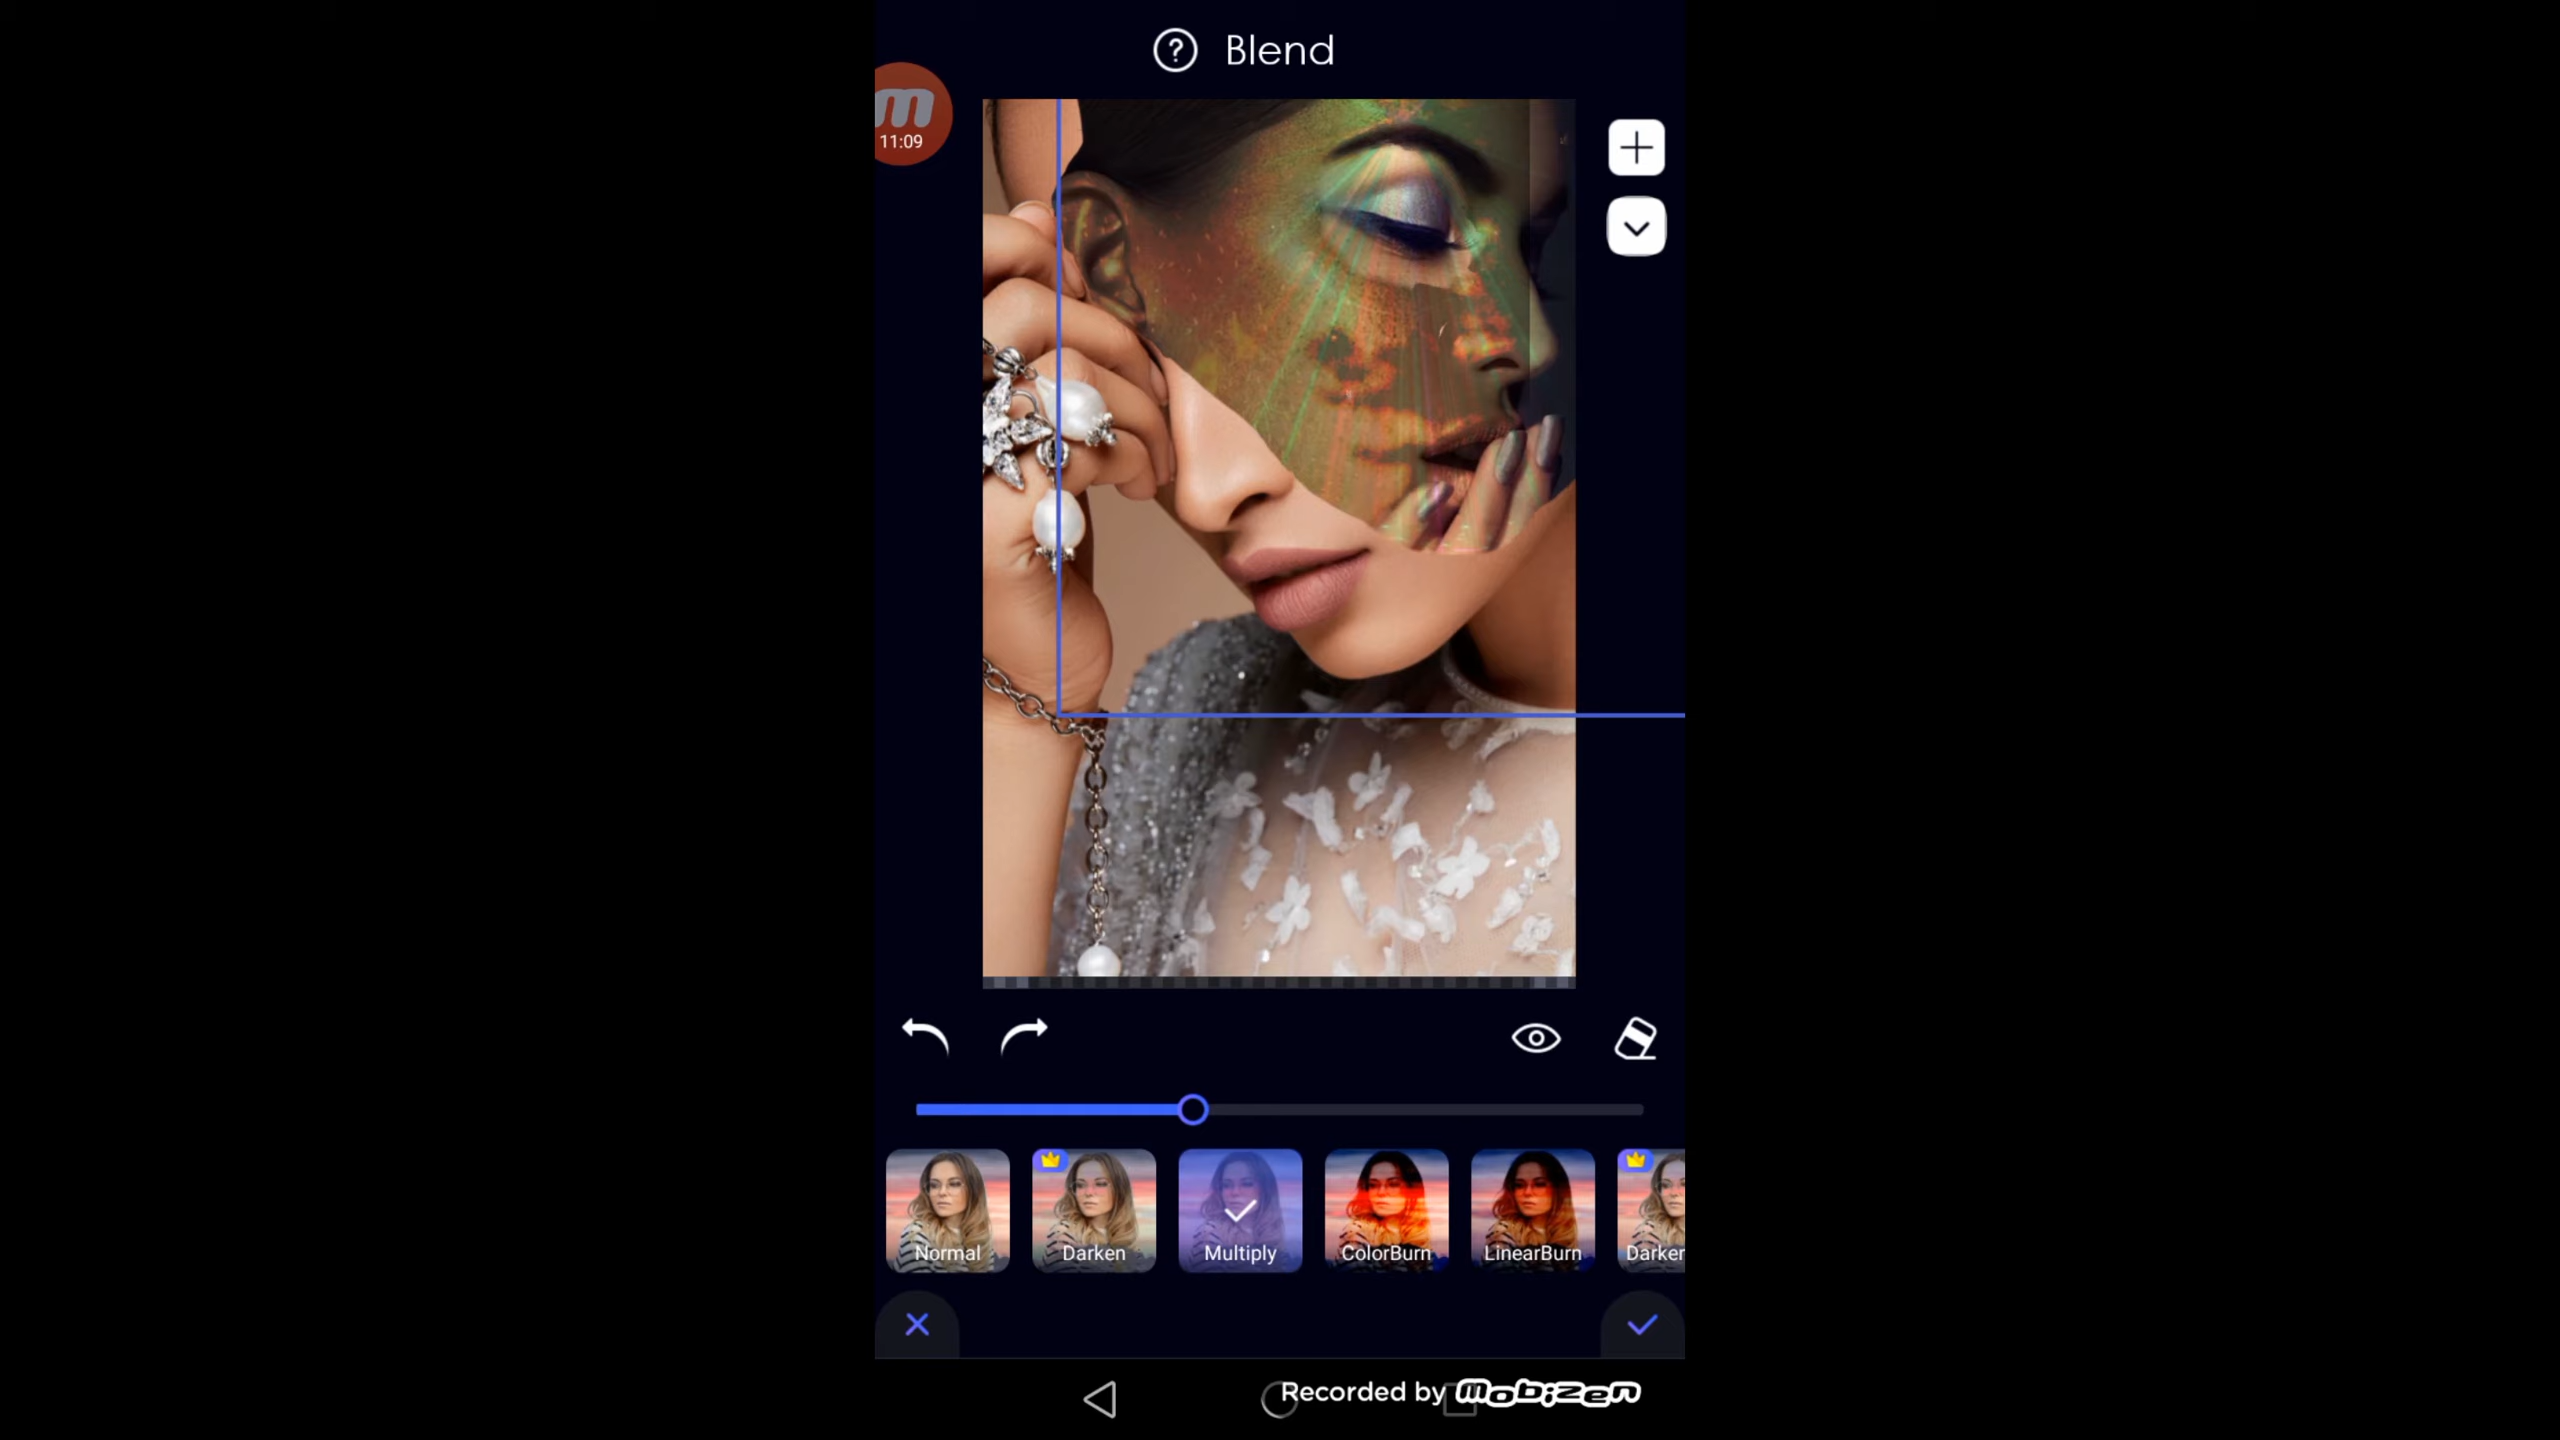 Blend
m
11:09
Normal
Darken
Multiply
ColorBurn
LinearBurn
Darker
Recorded by mobizen